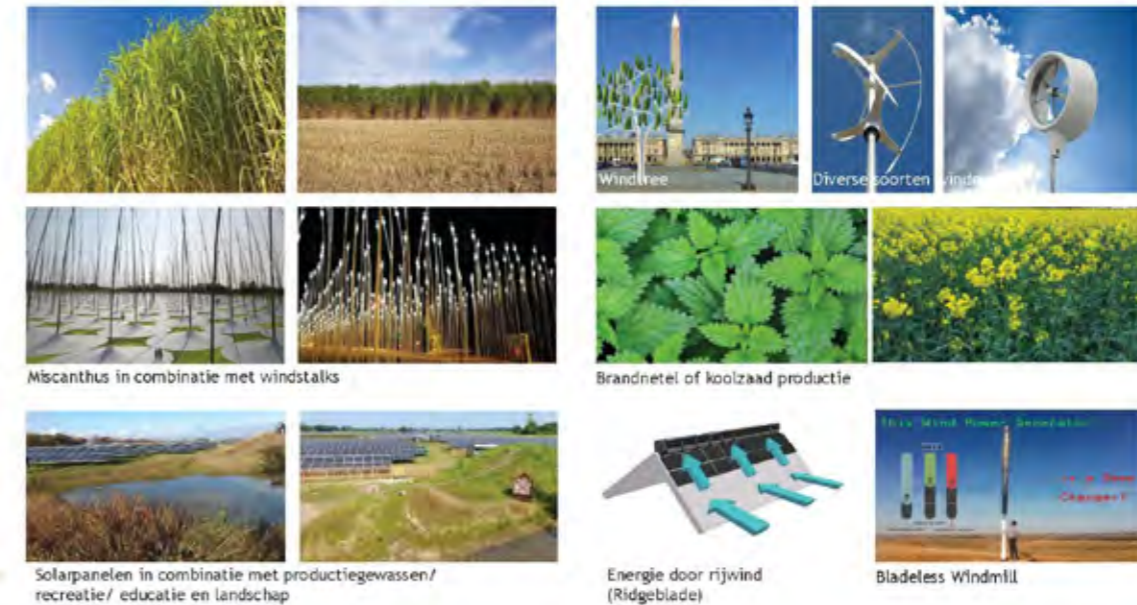 Windtree
Diverse soorten
Miscanthus in combinatie met windstalks
Brandnetel of koolzaad productie
This Wind Power Generator
Solarpanelen in combinatie met productiegewassen/
recreatie/ educatie en landschap
Energie door rijwind
(Ridgeblade)
Bladeless Windmill